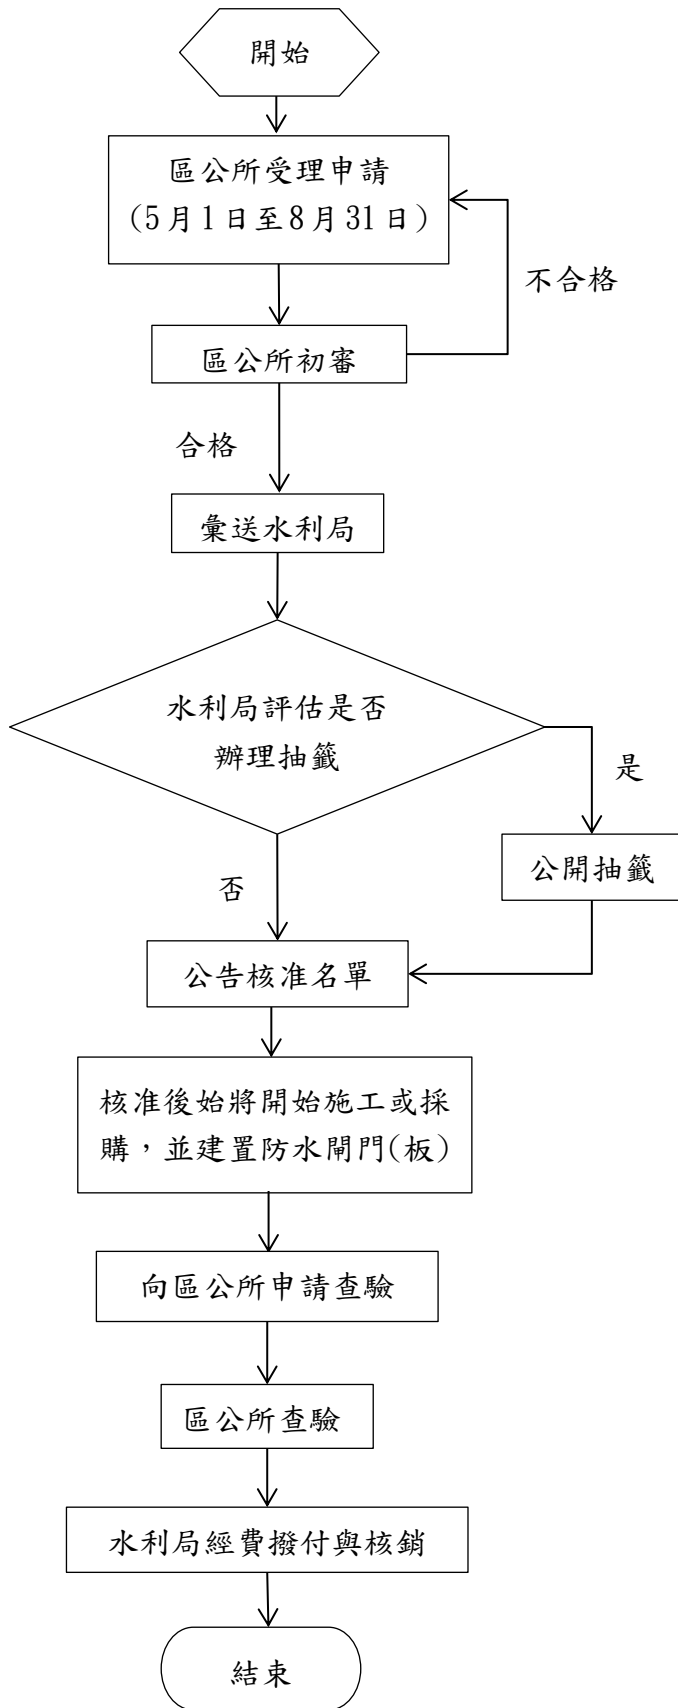 開始
區公所受理申請
(5月1日至8月31日)
不合格
區公所初審
合格
彙送水利局
水利局評估是否
辦理抽籤
是
公開抽籤
否
公告核准名單
核准後始將開始施工或採
購，並建置防水閘門(板)
向區公所申請查驗
區公所查驗
水利局經費撥付與核銷
結束